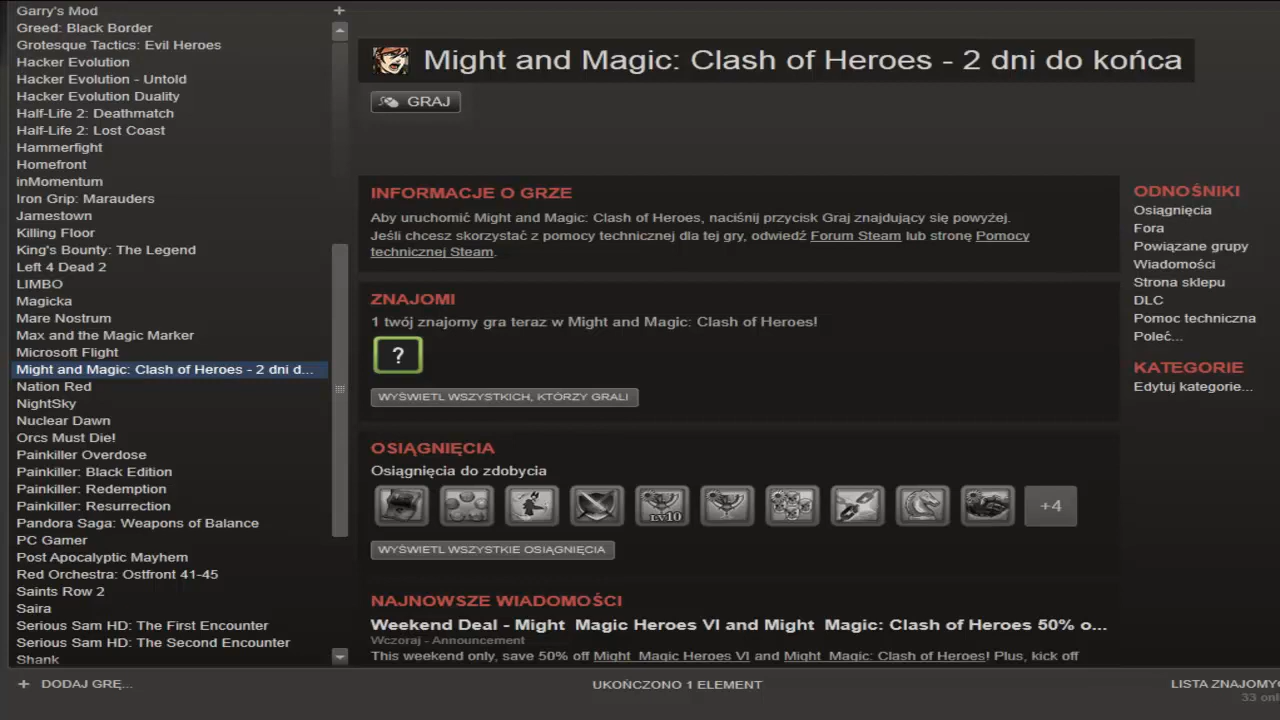 Garry's Mod
Greed: Black Border
Grotesque Tactics: Evil Heroes
Hacker Evolution
Hacker Evolution - Untold
Hacker Evolution Duality
Half-Life 2: Deathmatch
Half-Life 2: Lost Coast
Hammerfight
Homefront
inMomentum
Iron Grip: Marauders
Jamestown
Killing Floor
King's Bounty: The Legend
Left 4 Dead 2
LIMBO
Magicka
Mare Nostrum
Max and the Magic Marker
Microsoft Flight
Might and Magic: Clash of Heroes - 2 dni d...
Nation Red
NightSky
Nuclear Dawn
Orcs Must Die!
Painkiller Overdose
Painkiller: Black Edition
Painkiller: Redemption
Painkiller: Resurrection
Pandora Saga: Weapons of Balance
PC Gamer
Post Apocalyptic Mayhem
Red Orchestra: Ostfront 41-45
Saints Row 2
Saira
Serious Sam HD: The First Encounter
Serious Sam HD: The Second Encounter
Shank
+ DODAJ GRĘ...
Might and Magic: Clash of Heroes - 2 dni do końca
GRAJ
INFORMACJE O GRZE
Aby uruchomić Might and Magic: Clash of Heroes, naciśnij przycisk Graj znajdujący się powyżej.
Jeśli chcesz skorzystać z pomocy technicznej dla tej gry, odwiedź Forum Steam lub stronę Pomocy
technicznej Steam.
ZNAJOMI
1 twój znajomy gra teraz w Might and Magic: Clash of Heroes!
?
WYŚWIETL WSZYSTKICH, KTÓRZY GRALI
OSIĄGNIĘCIA
Osiągnięcia do zdobycia
LV10
+4
WYŚWIETL WSZYSTKIE OSIĄGNIĘCIA
NAJNOWSZE WIADOMOŚCI
Weekend Deal - Might Magic Heroes VI and Might Magic: Clash of Heroes 50% o...
Wczoraj - Announcement
This weekend only, save 50% off Might Magic Heroes VI and Might Magic: Clash of Heroes! Plus, kick off
ODNOŚNIKI
Osiągnięcia
Fora
Powiązane grupy
Wiadomości
Strona sklepu
DLC
Pomoc techniczna
Poleć...
KATEGORIE
Edytuj kategorie...
UKOŃCZONO 1 ELEMENT
LISTA ZNAJOMYC
33 onl